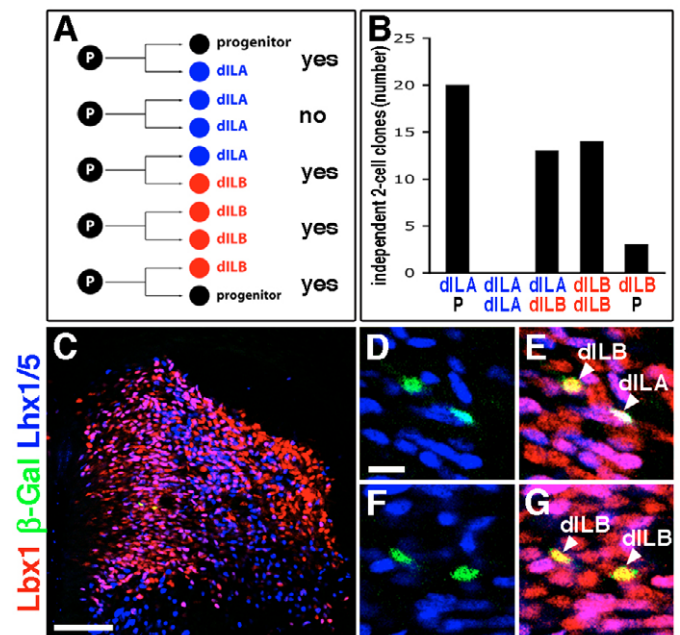 A
P
progenitor
dILA
yes
P
dILA
dILA
no
P
dILA
dILB
yes
P
dILB
dILB
yes
P
dILB
progenitor
yes
B
independent 2-cell clones (number)
25
20
15
10
5
0
dILA dILA dILA dILB dILB
P dILA dILB dILB P
Lbx1 β-Gal Lhx1/5
C
D
E
dILB
dILA
F
G
dILB
dILB